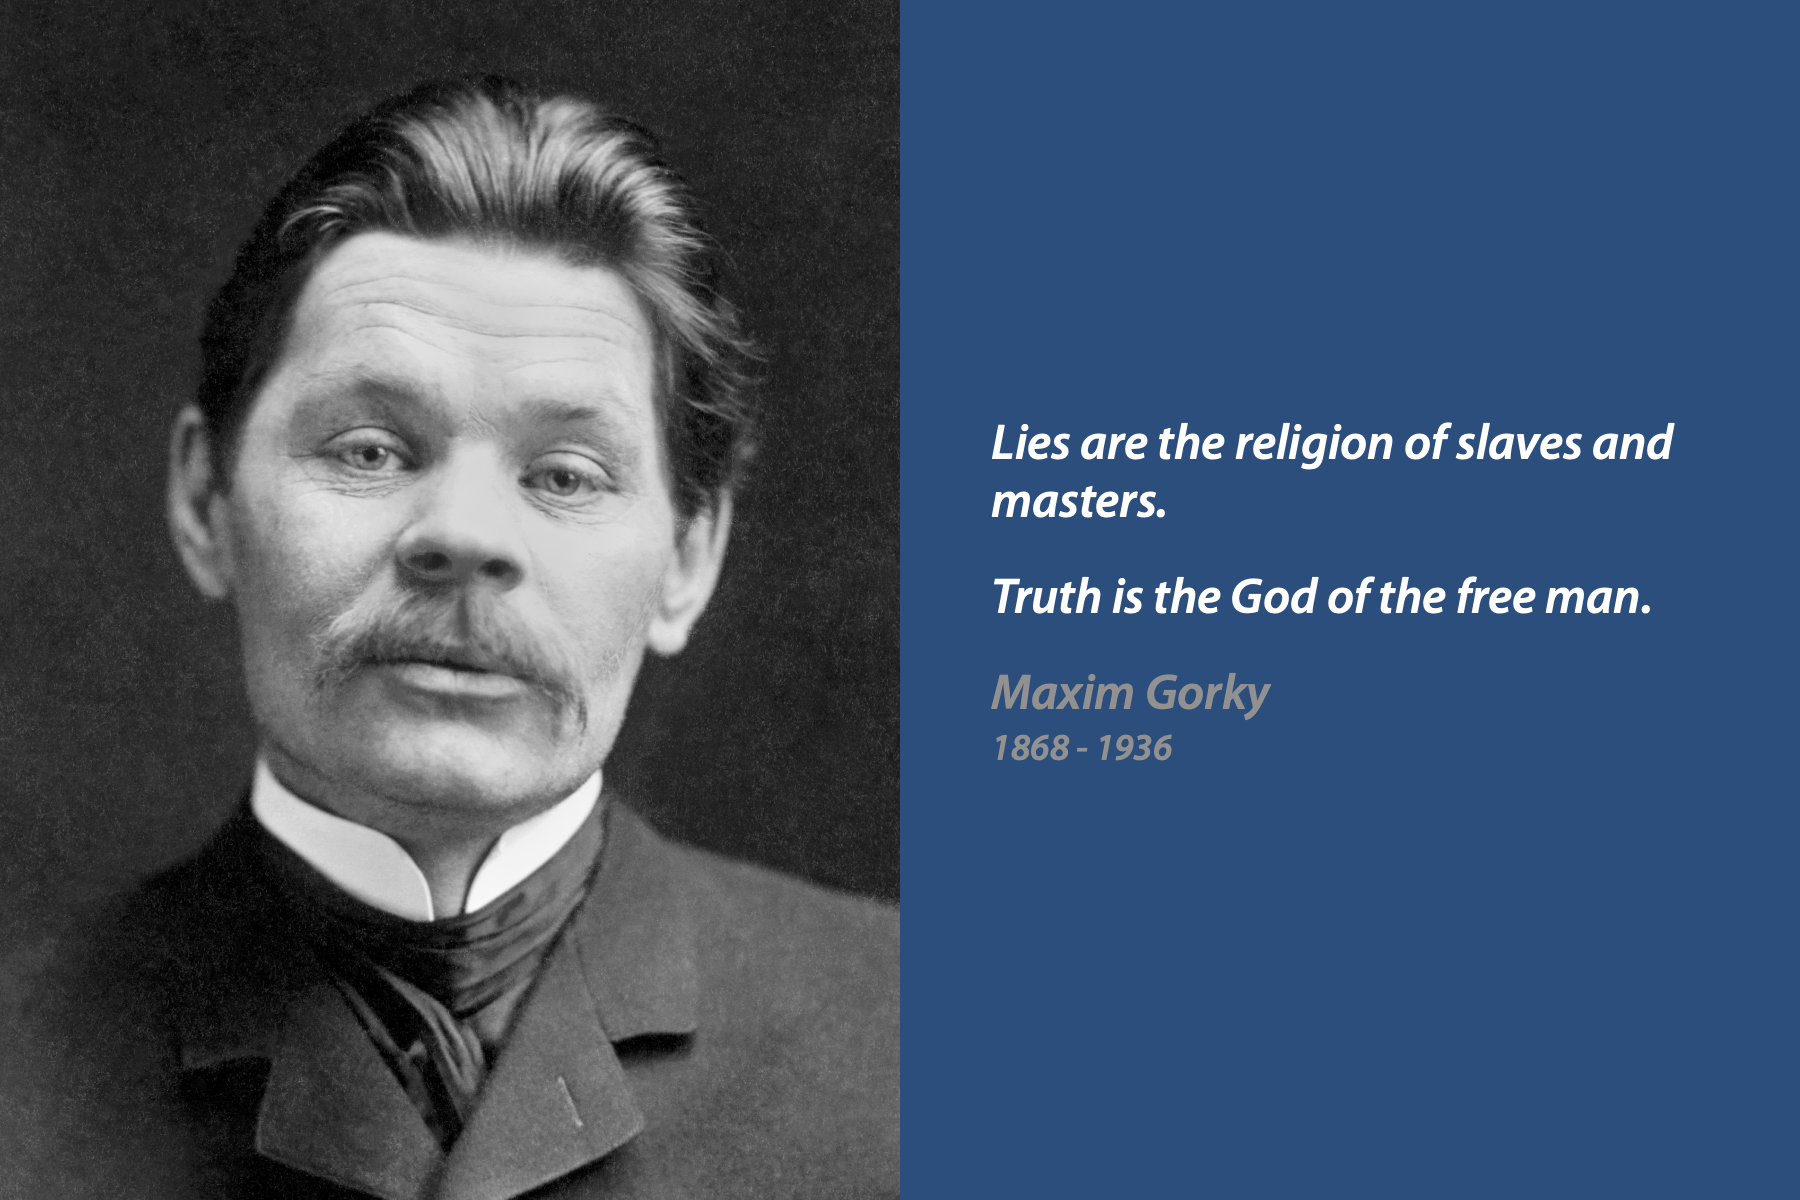 Lies are the religion of slaves and
masters.
Truth is the God of the free man.
Maxim Gorky
1868 - 1936